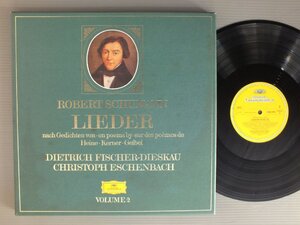 ROBERT SCHUMANN
LIEDER
nach Gedichten von · on poems by · sur des poèmes de
Heine · Kerner · Geibel
DIETRICH FISCHER-DIESKAU
CHRISTOPH ESCHENBACH
VOLUME 2